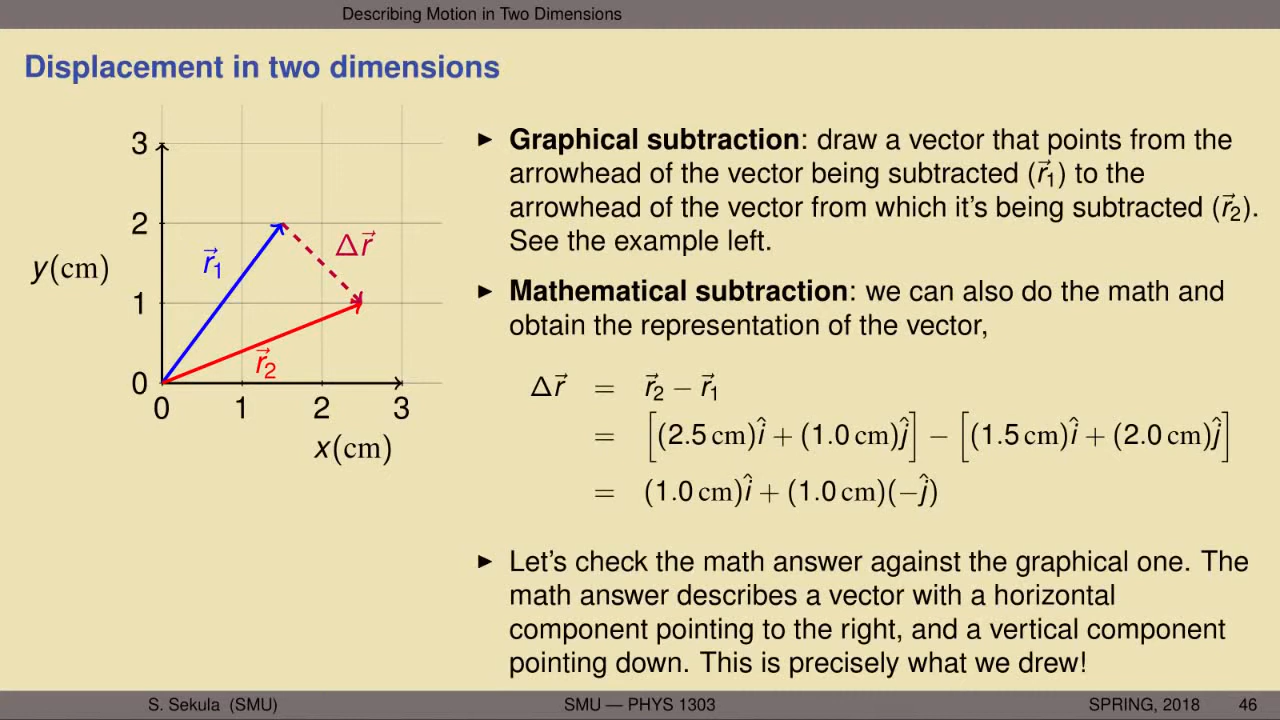 Describing Motion in Two Dimensions
Displacement in two dimensions
3
2
1
0
y(cm)
0 1 2 3
x(cm)
r⃗₁
r⃗₂
Δr⃗
▶ Graphical subtraction: draw a vector that points from the
arrowhead of the vector being subtracted (r⃗₁) to the
arrowhead of the vector from which it's being subtracted (r⃗₂).
See the example left.
▶ Mathematical subtraction: we can also do the math and
obtain the representation of the vector,
Δr⃗ = r⃗₂ − r⃗₁
= [(2.5 cm)î + (1.0 cm)ĵ] − [(1.5 cm)î + (2.0 cm)ĵ]
= (1.0 cm)î + (1.0 cm)(−ĵ)
▶ Let's check the math answer against the graphical one. The
math answer describes a vector with a horizontal
component pointing to the right, and a vertical component
pointing down. This is precisely what we drew!
S. Sekula (SMU) SMU — PHYS 1303 SPRING, 2018 46